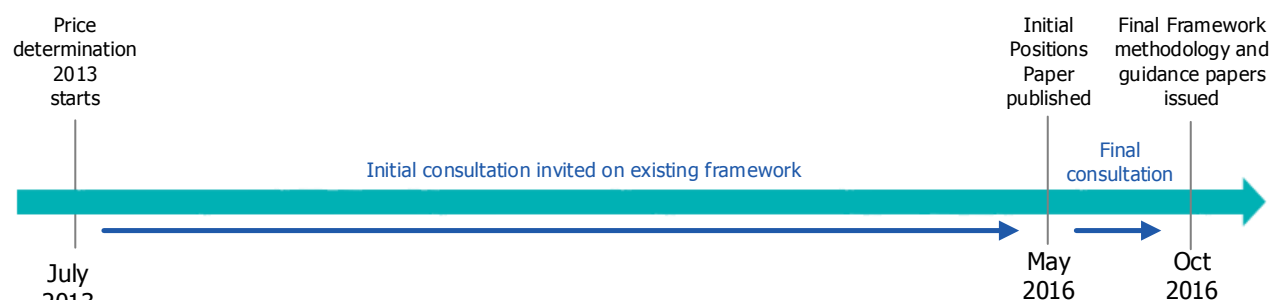 Price
determination
2013
starts
Initial
Positions
Paper
published
Final Framework
methodology and
guidance papers
issued
Initial consultation invited on existing framework
Final
consultation
July
2013
May
2016
Oct
2016